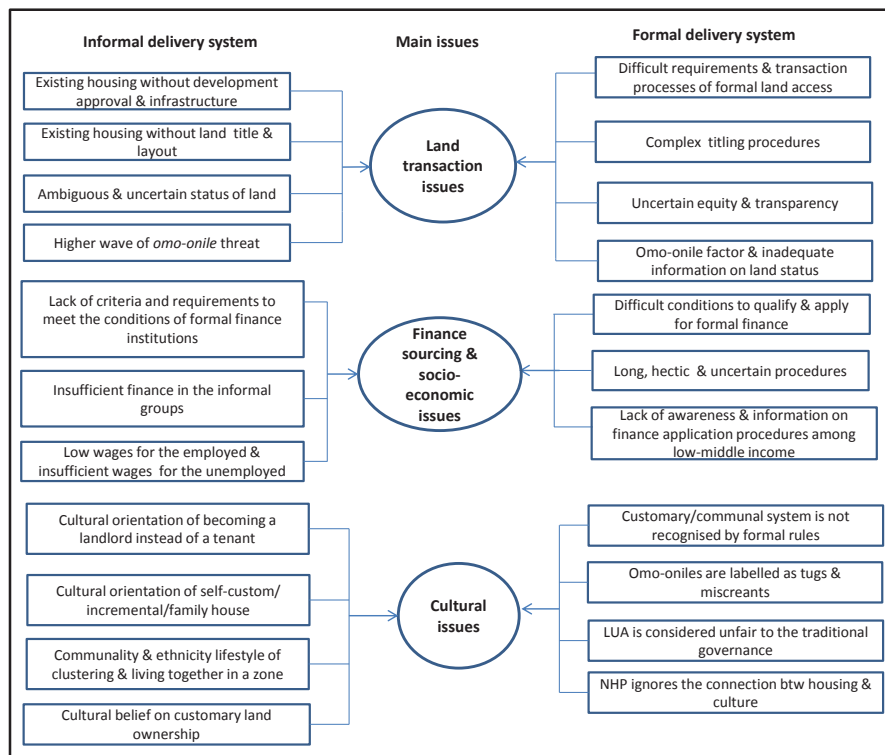 Informal delivery system
Main issues
Formal delivery system
Existing housing without development
approval & infrastructure
Existing housing without land title &
layout
Ambiguous & uncertain status of land
Higher wave of omo-onile threat
Land
transaction
issues
Difficult requirements & transaction
processes of formal land access
Complex titling procedures
Uncertain equity & transparency
Omo-onile factor & inadequate
information on land status
Lack of criteria and requirements to
meet the conditions of formal finance
institutions
Insufficient finance in the informal
groups
Low wages for the employed &
insufficient wages for the unemployed
Finance
sourcing &
socio-
economic
issues
Difficult conditions to qualify & apply
for formal finance
Long, hectic & uncertain procedures
Lack of awareness & information on
finance application procedures among
low-middle income
Cultural orientation of becoming a
landlord instead of a tenant
Cultural orientation of self-custom/
incremental/family house
Communality & ethnicity lifestyle of
clustering & living together in a zone
Cultural belief on customary land
ownership
Cultural
issues
Customary/communal system is not
recognised by formal rules
Omo-oniles are labelled as tugs &
miscreants
LUA is considered unfair to the traditional
governance
NHP ignores the connection btw housing &
culture